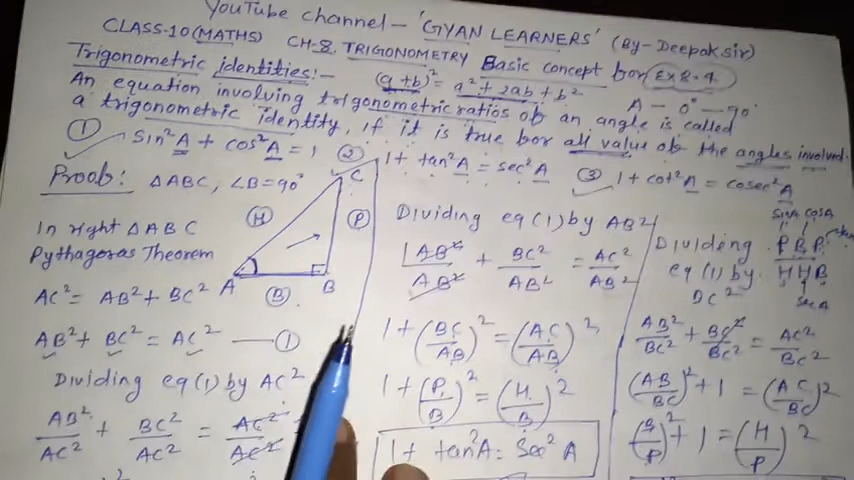 YouTube channel - 'GYAN LEARNERS' (By-Deepak sir)
CLASS-10 (MATHS) CH-8. TRIGONOMETRY Basic concept for Ex 8.4
Trigonometric identities:- (a+b)² = a² + 2ab + b²
A - 0° - 90°
An equation involving trigonometric ratios of an angle is called
a trigonometric identity, if it is true for all value of the angles involved.
① sin²A + cos²A = 1 ② 1 + tan²A = sec²A ③ 1 + cot²A = cosec²A
Proof: ΔABC, ∠B = 90°
In right ΔABC
Pythagoras Theorem
AC² = AB² + BC²
AB² + BC² = AC² — ①
Dividing eq(1) by AC²
AB²/AC² + BC²/AC² = AC²/AC²
C
H
P
A
B
B
Dividing eq(1) by AB²
AB²/AB² + BC²/AB² = AC²/AB²
1 + (BC/AB)² = (AC/AB)²
1 + (P/B)² = (H/B)²
1 + tan²A = Sec²A
SinA CosA
P B P
H H B
Sec A
Dividing
eq(1) by
BC²
AB²/BC² + BC²/BC² = AC²/BC²
(AB/BC)² + 1 = (AC/BC)²
(B/P)² + 1 = (H/P)²